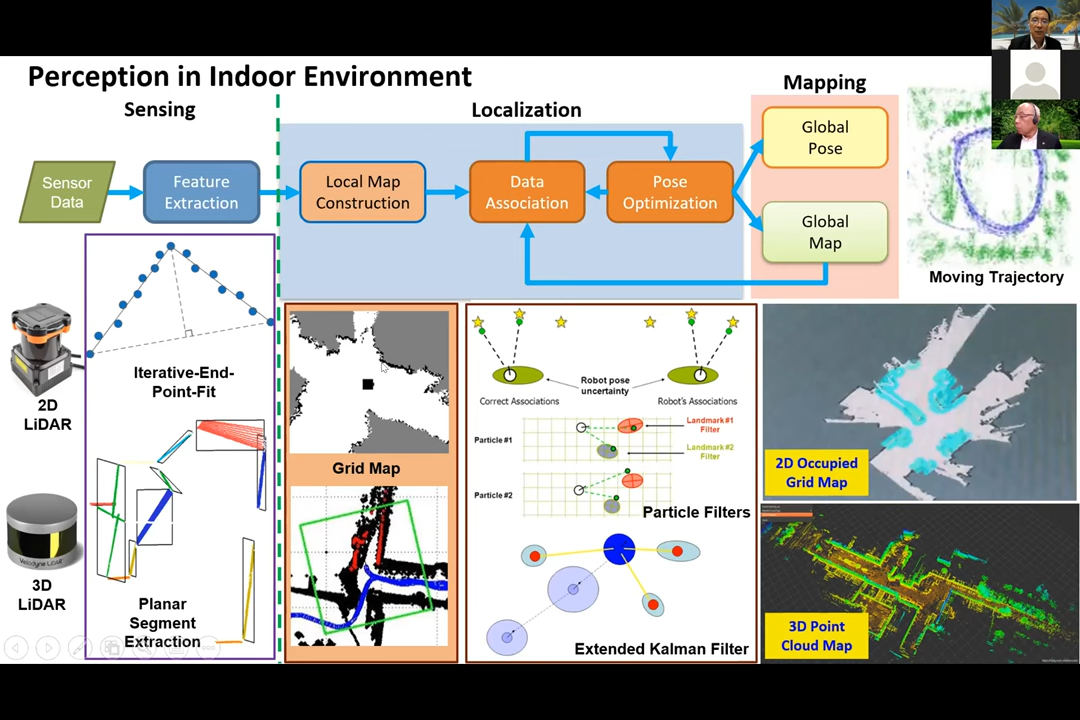 Perception in Indoor Environment
Sensing
Localization
Mapping
Sensor
Data
Feature
Extraction
Local Map
Construction
Data
Association
Pose
Optimization
Global
Pose
Global
Map
Moving Trajectory
2D
LiDAR
Iterative-End-
Point-Fit
3D
LiDAR
Velodyne LiDAR
Planar
Segment
Extraction
Grid Map
Robot pose
uncertainty
Correct Associations
Robot's Associations
Particle #1
Landmark #1
Filter
Landmark #2
Filter
Particle #2
Particle Filters
Extended Kalman Filter
2D Occupied
Grid Map
3D Point
Cloud Map